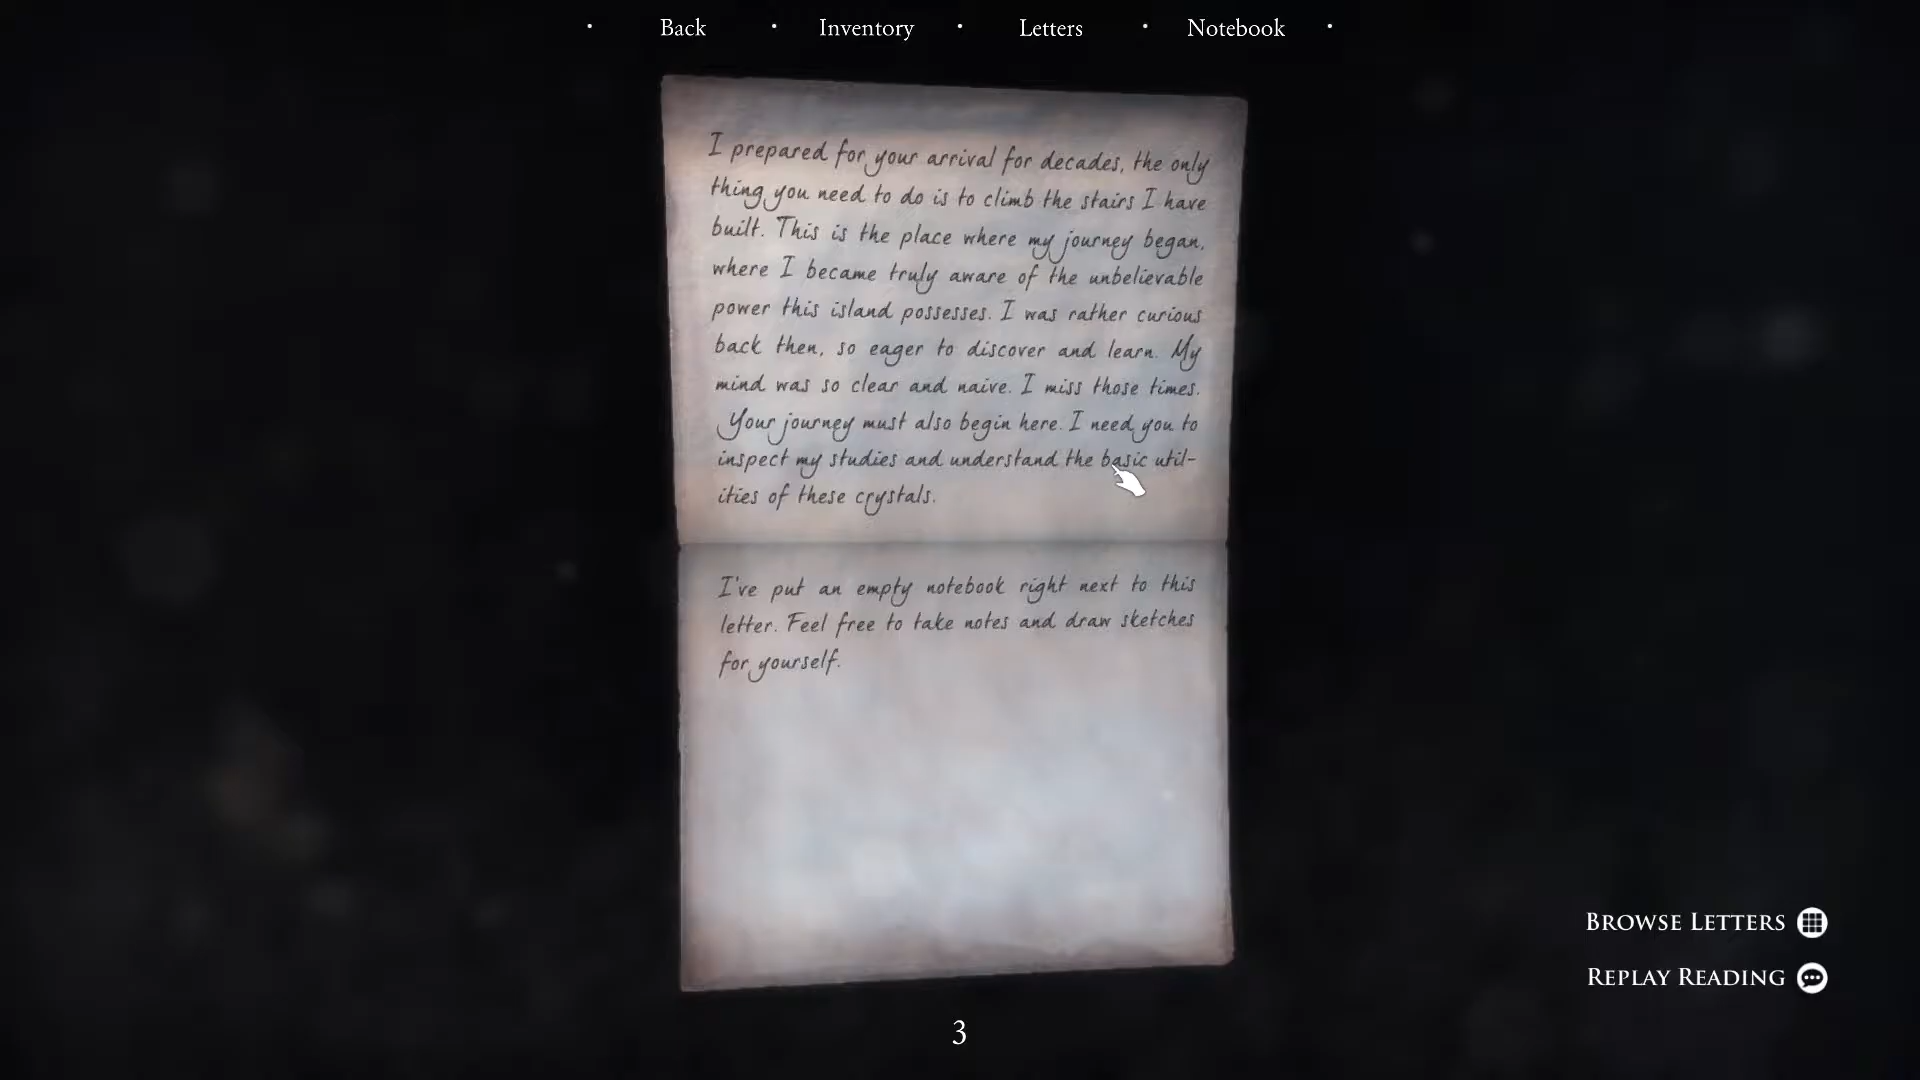 Back
Inventory
Letters
Notebook
I prepared for your arrival for decades, the only
thing you need to do is to climb the stairs I have
built. This is the place where my journey began,
where I became truly aware of the unbelievable
power this island possesses. I was rather curious
back then, so eager to discover and learn. My
mind was so clear and naive. I miss those times.
Your journey must also begin here. I need you to
inspect my studies and understand the basic util-
ities of these crystals.
I've put an empty notebook right next to this
letter. Feel free to take notes and draw sketches
for yourself.
Browse Letters
Replay Reading
3